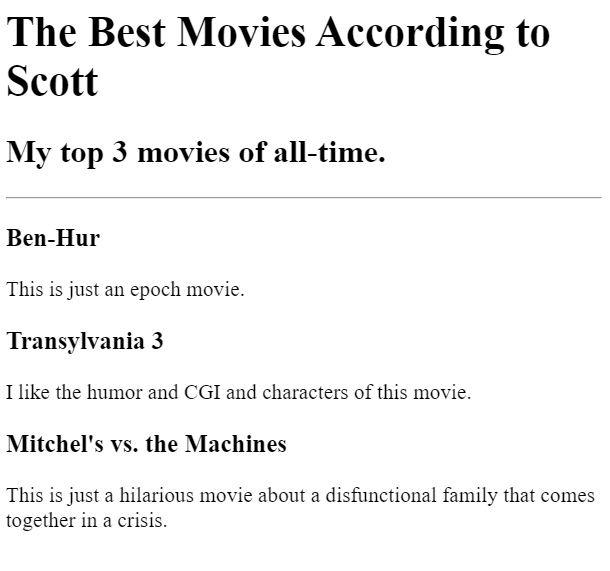 The Best Movies According to
Scott
My top 3 movies of all-time.
Ben-Hur
This is just an epoch movie.
Transylvania 3
I like the humor and CGI and characters of this movie.
Mitchel's vs. the Machines
This is just a hilarious movie about a disfunctional family that comes
together in a crisis.